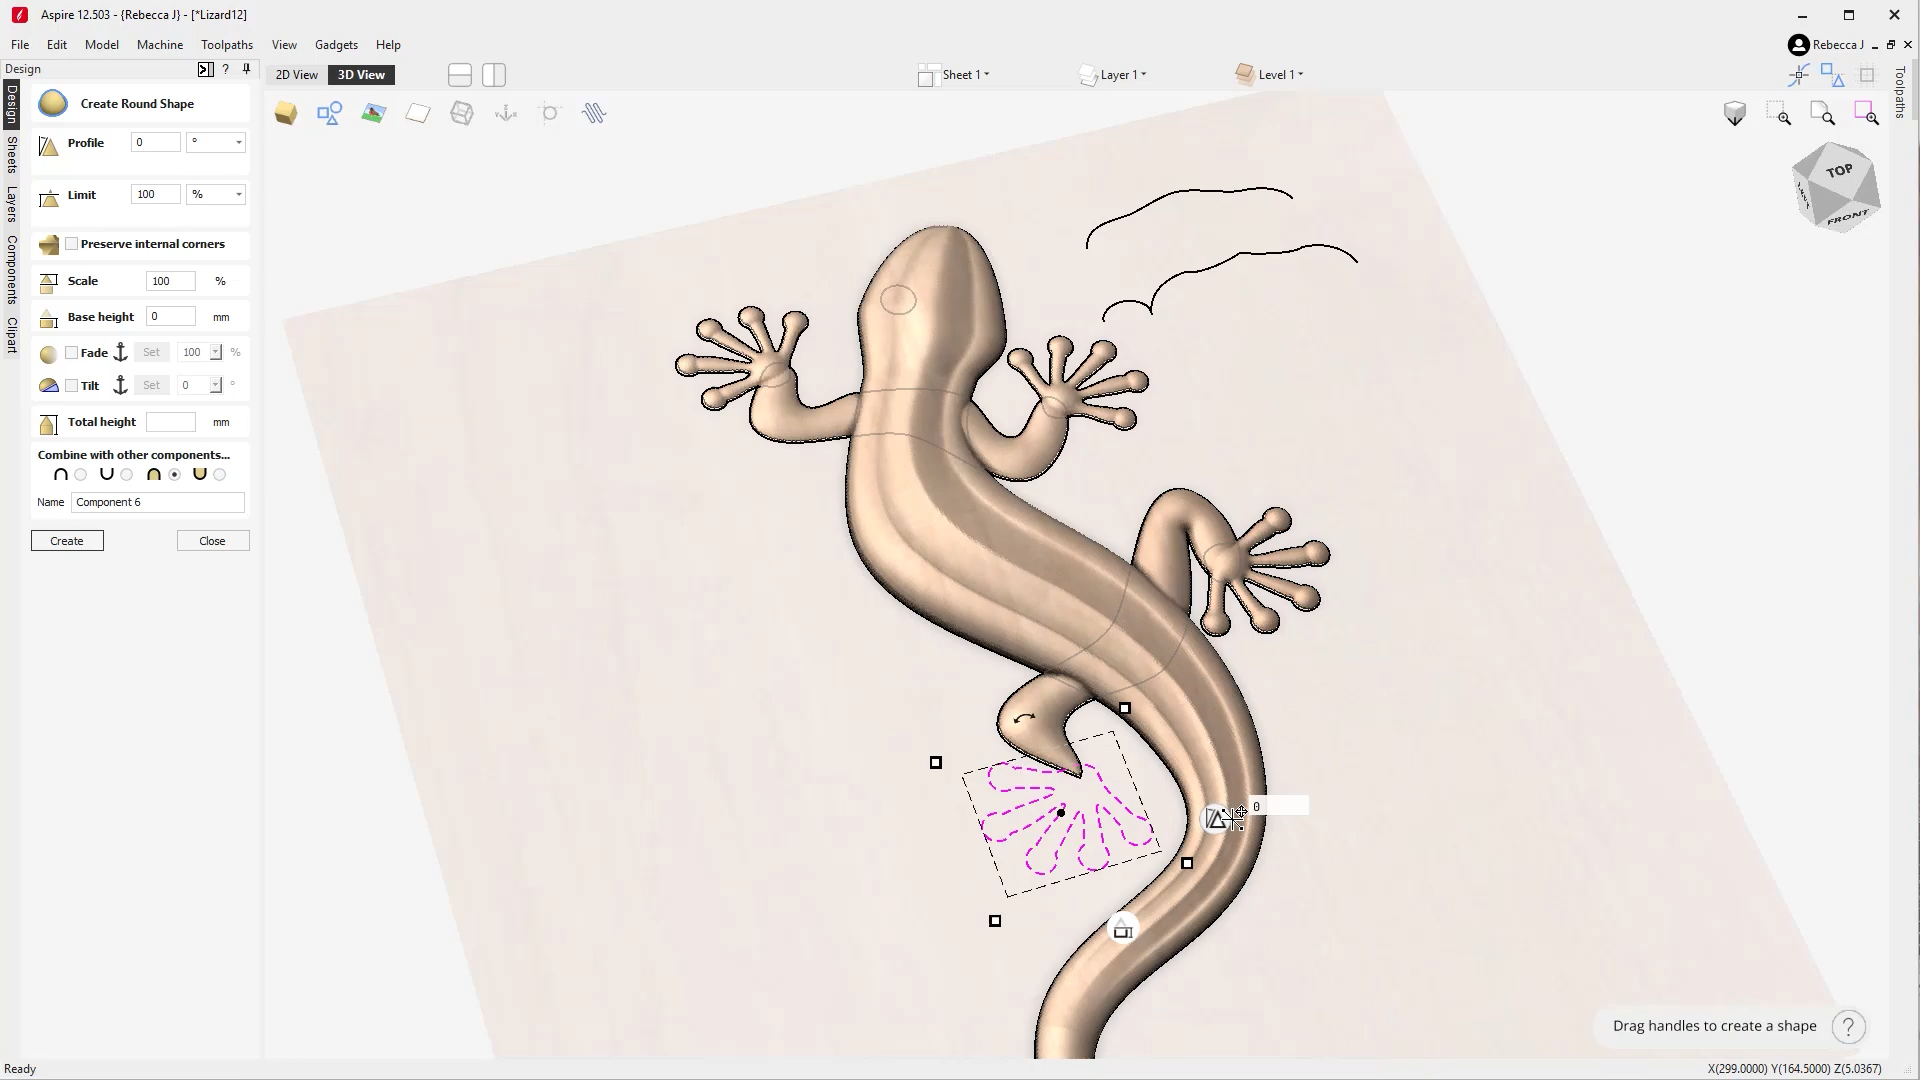 Aspire 12.503 - {Rebecca J} - [*Lizard12]
File Edit Model Machine Toolpaths View Gadgets Help
Rebecca J
Design
2D View 3D View
Sheet 1
Layer 1
Level 1
Toolpaths
Design
Sheets
Layers
Components
Clipart
Create Round Shape
Profile 0 °
Limit 100 %
Preserve internal corners
Scale 100 %
Base height 0 mm
Fade Set 100 %
Tilt Set 0 °
Total height mm
Combine with other components...
Name Component 6
Create Close
TOP
FRONT
0
Drag handles to create a shape
Ready
X(299.0000) Y(164.5000) Z(5.0367)